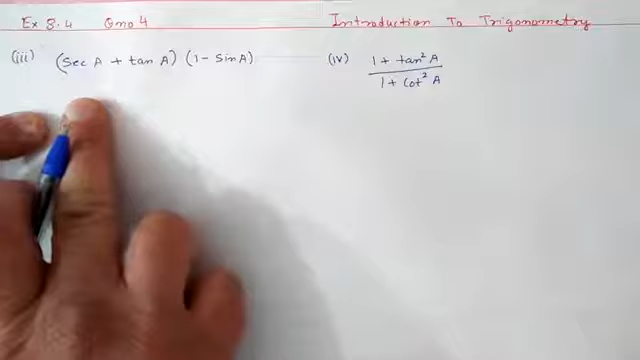 Ex 8.4 Qno 4 Introduction To Trigonometry
(iii) (Sec A + tan A) (1 - Sin A) (iv) 1 + tan² A
1 + Cot² A